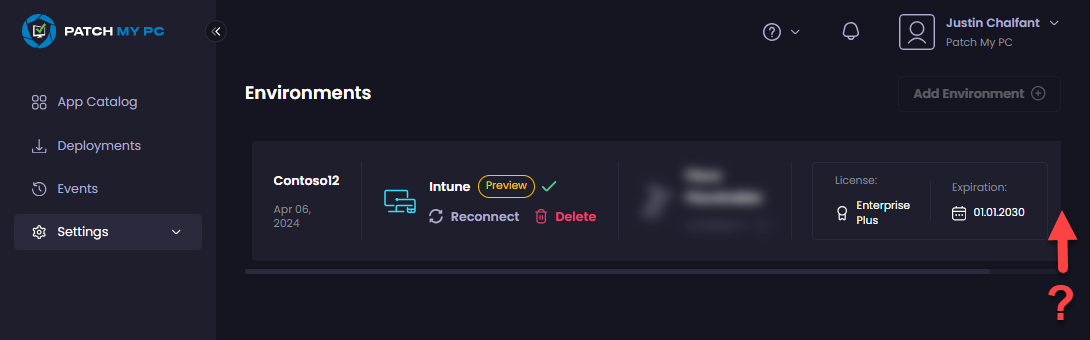 PATCH MY PC
Justin Chalfant
Patch My PC
App Catalog
Deployments
Events
Settings
Environments
Add Environment
Contoso12
Apr 06,
2024
Intune
Preview
Reconnect
Delete
License:
Enterprise
Plus
Expiration:
01.01.2030
?